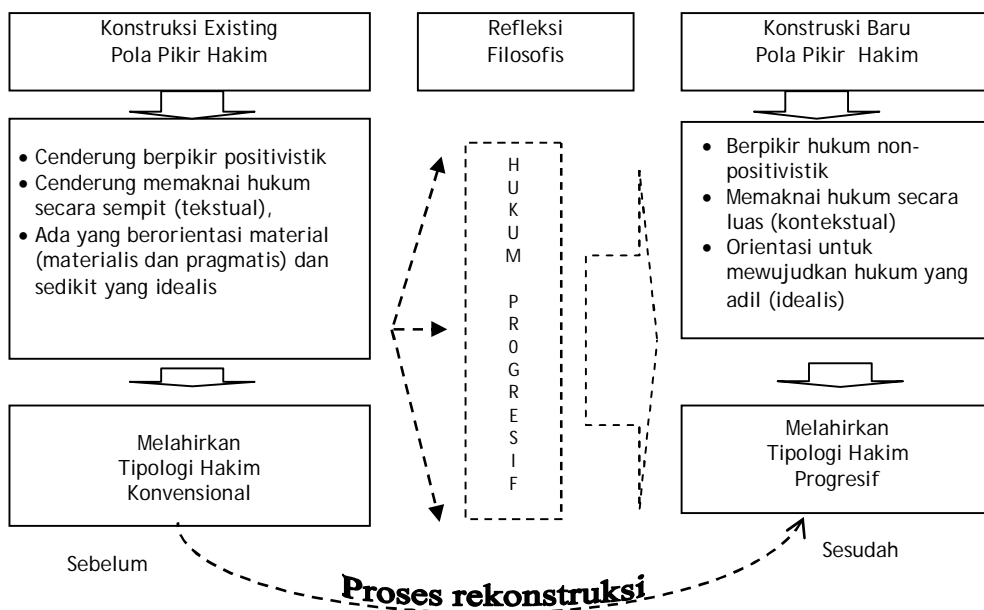 Konstruksi Existing
Pola Pikir Hakim
Refleksi
Filosofis
Konstruski Baru
Pola Pikir Hakim
• Cenderung berpikir positivistik
• Cenderung memaknai hukum
secara sempit (tekstual),
• Ada yang berorientasi material
(materialis dan pragmatis) dan
sedikit yang idealis
H
U
K
U
M
P
R
O
G
R
E
S
I
F
• Berpikir hukum non-
positivistik
• Memaknai hukum secara
luas (kontekstual)
• Orientasi untuk
mewujudkan hukum yang
adil (idealis)
Melahirkan
Tipologi Hakim
Konvensional
Melahirkan
Tipologi Hakim
Progresif
Sebelum
Proses rekonstruksi
Sesudah